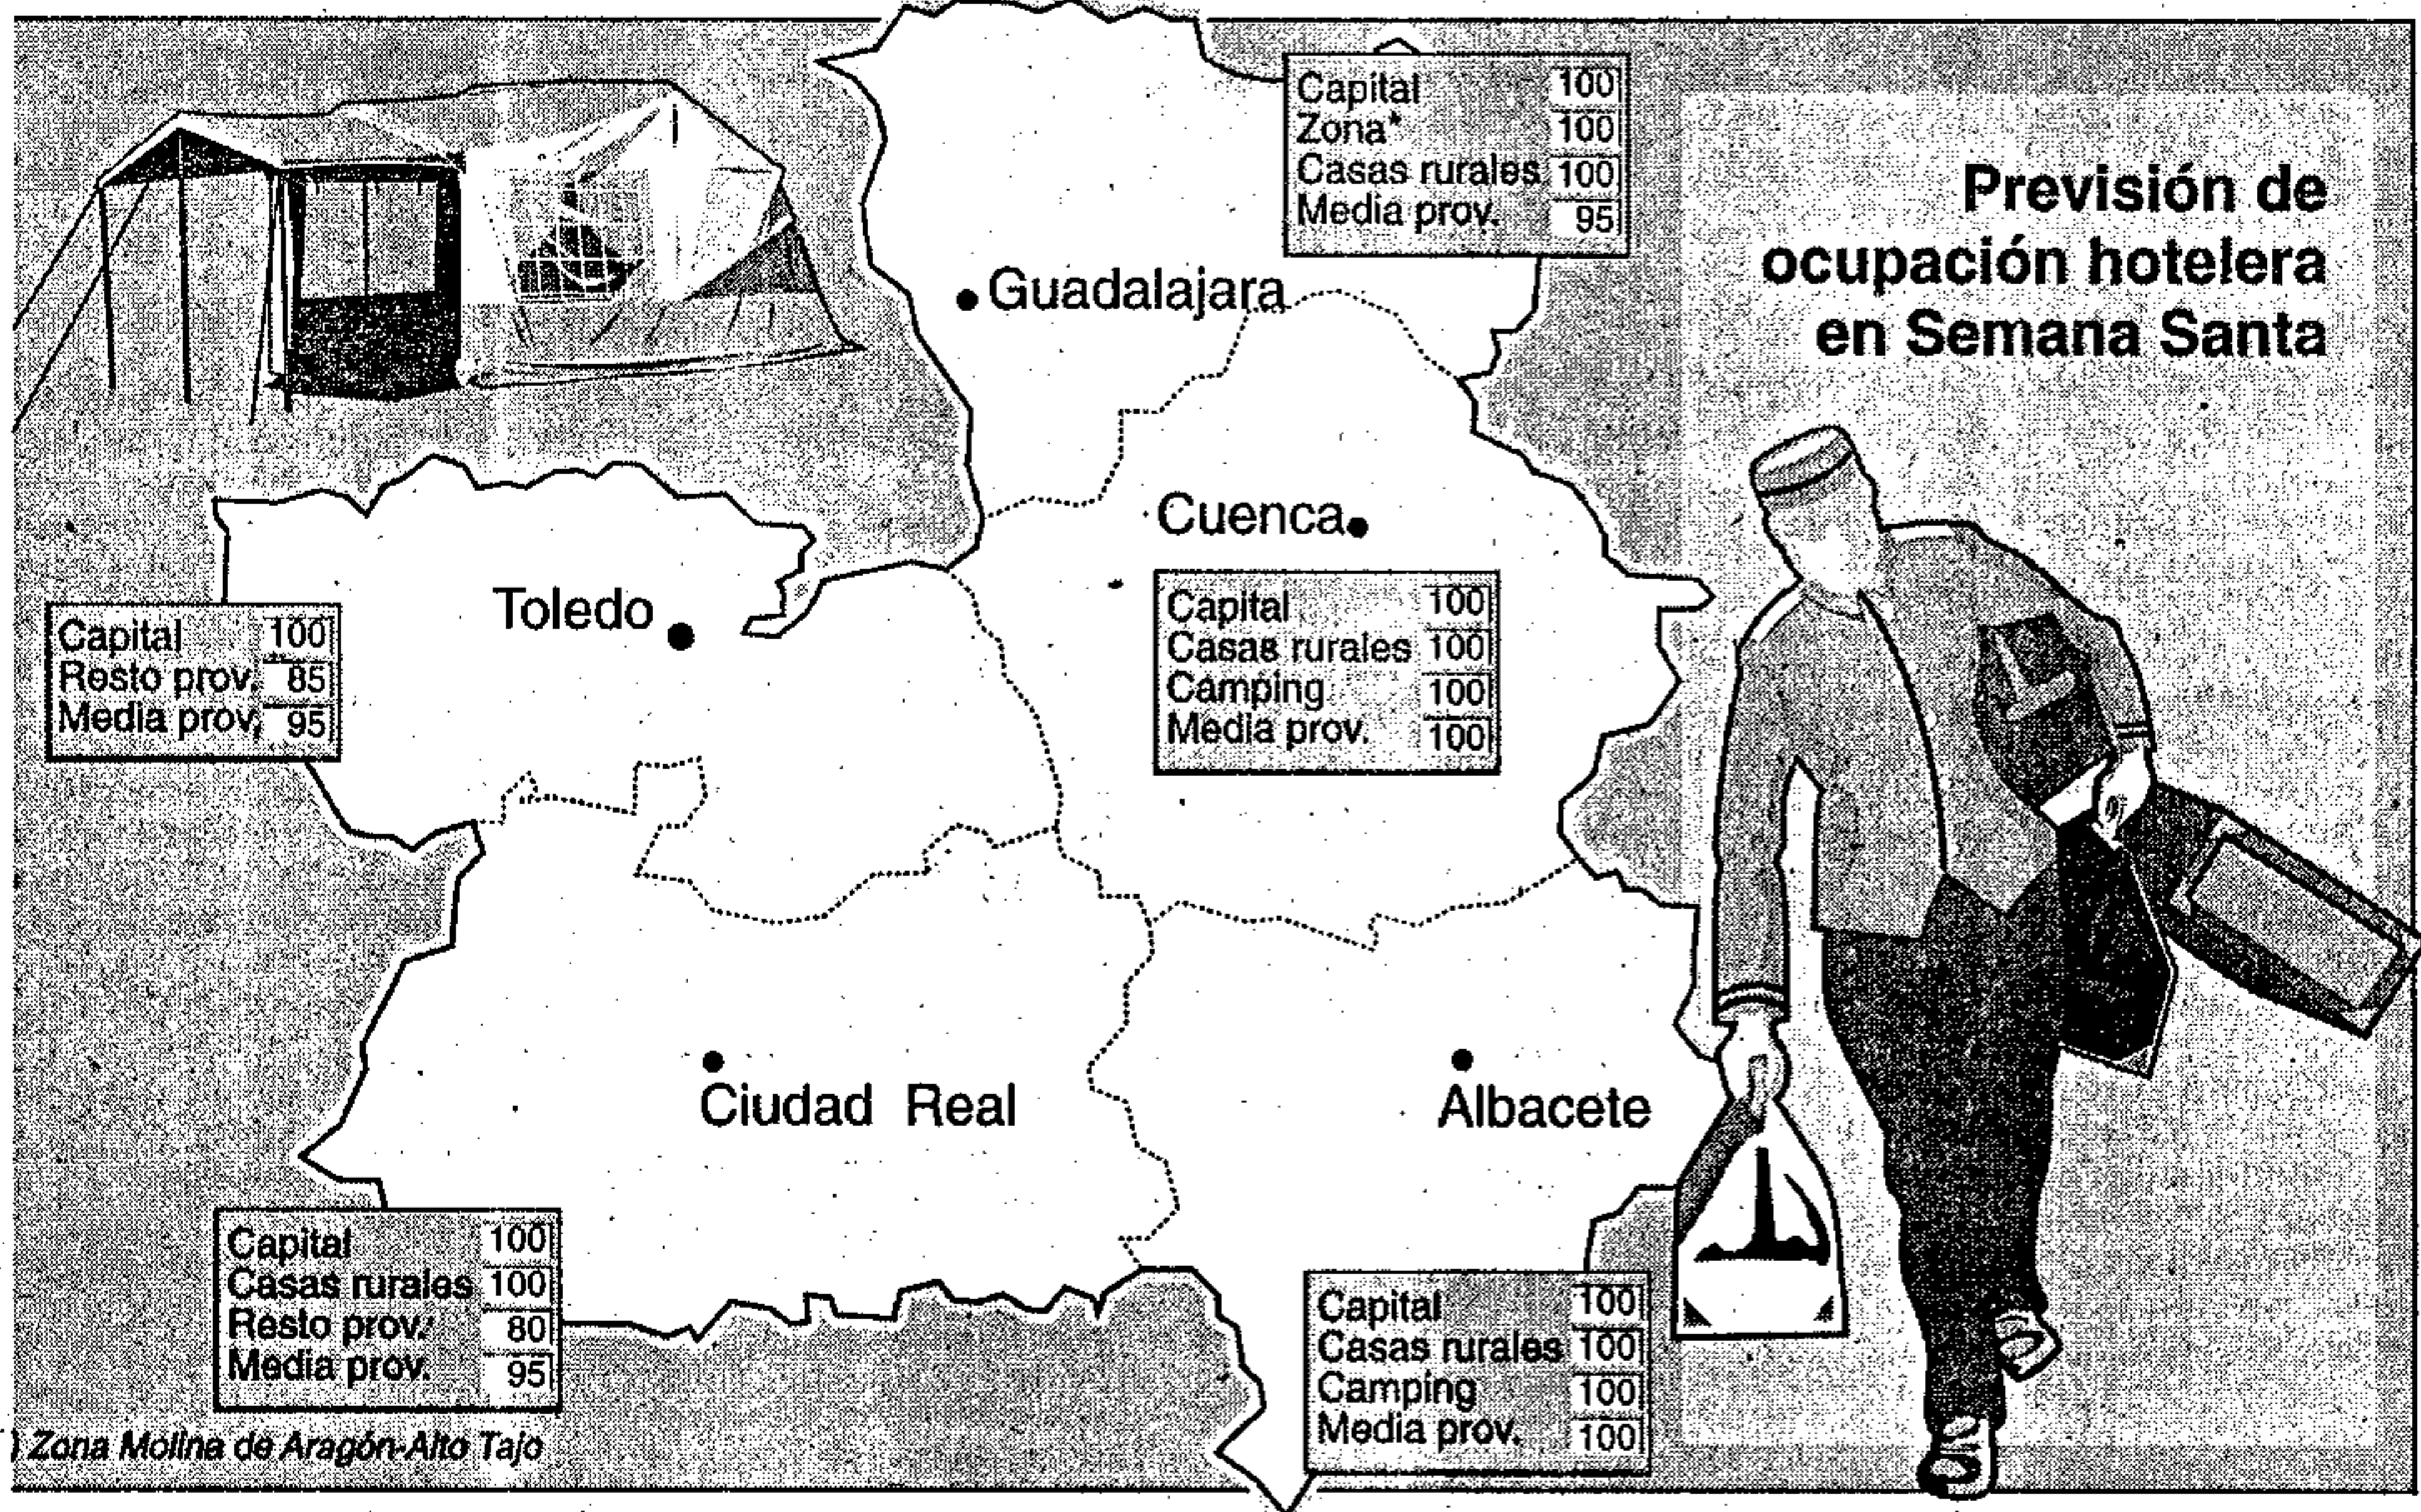 Previsión de
ocupación hotelera
en Semana Santa
Capital 100
Zona* 100
Casas rurales 100
Media prov. 95
Guadalajara
Cuenca
Capital 100
Casas rurales 100
Camping 100
Media prov. 100
Toledo
Capital 100
Resto prov. 85
Media prov. 95
Ciudad Real
Capital 100
Casas rurales 100
Resto prov. 80
Media prov. 95
Albacete
Capital 100
Casas rurales 100
Camping 100
Media prov. 100
) Zona Molina de Aragón-Alto Tajo